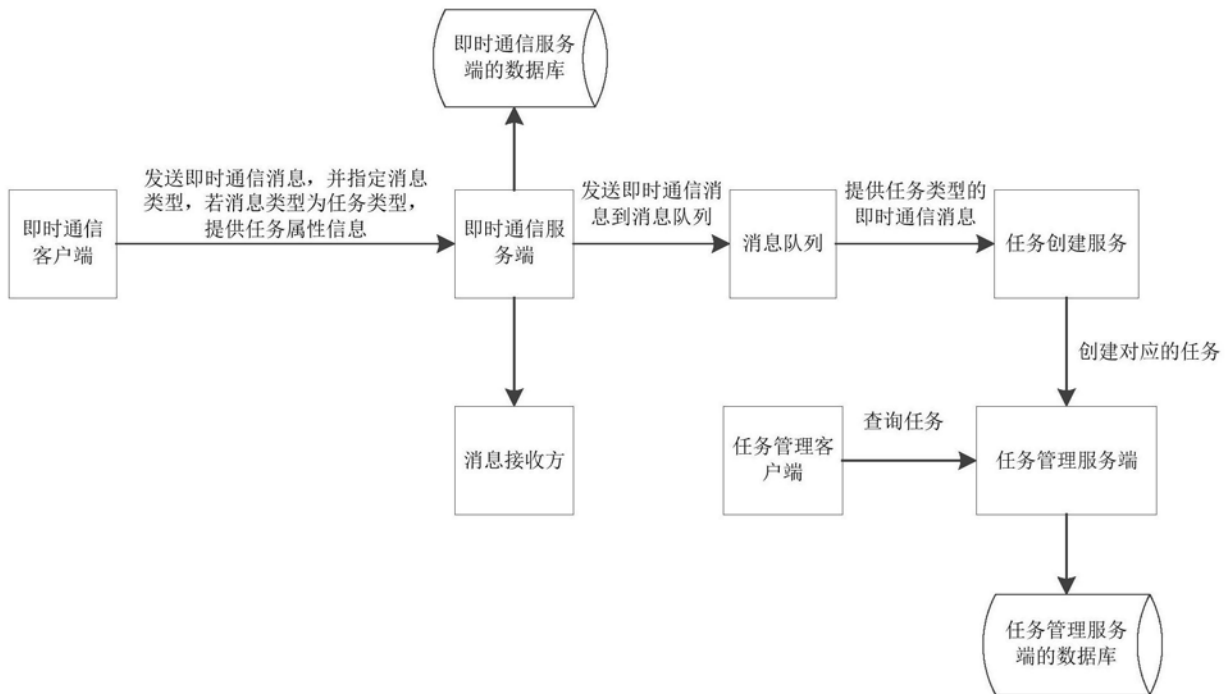 即时通信服务
端的数据库
发送即时通信消息，并指定消息
类型，若消息类型为任务类型，
提供任务属性信息
发送即时通信消
息到消息队列
提供任务类型的
即时通信消息
即时通信
客户端
即时通信服
务端
消息队列
任务创建服务
创建对应的任务
消息接收方
任务管理客
户端
查询任务
任务管理服务端
任务管理服务
端的数据库